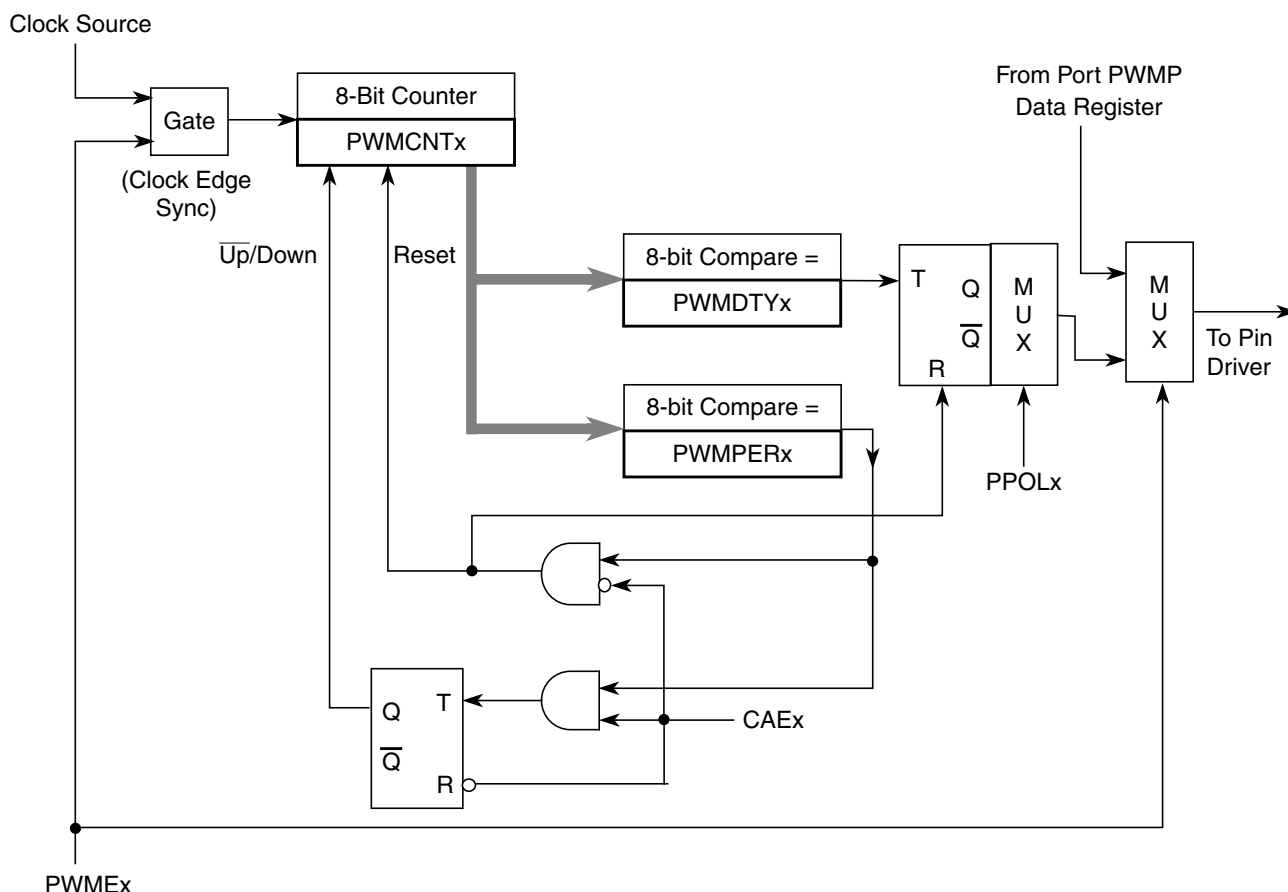 Clock Source
From Port PWMP
Data Register
8-Bit Counter
PWMCNTx
Gate
(Clock Edge
Sync)
U̅p̅/Down
Reset
8-bit Compare =
PWMDTYx
T
Q
Q̅
R
M
U
X
M
U
X
To Pin
Driver
8-bit Compare =
PWMPERx
PPOLx
Q
T
Q̅
R
CAEx
PWMEx